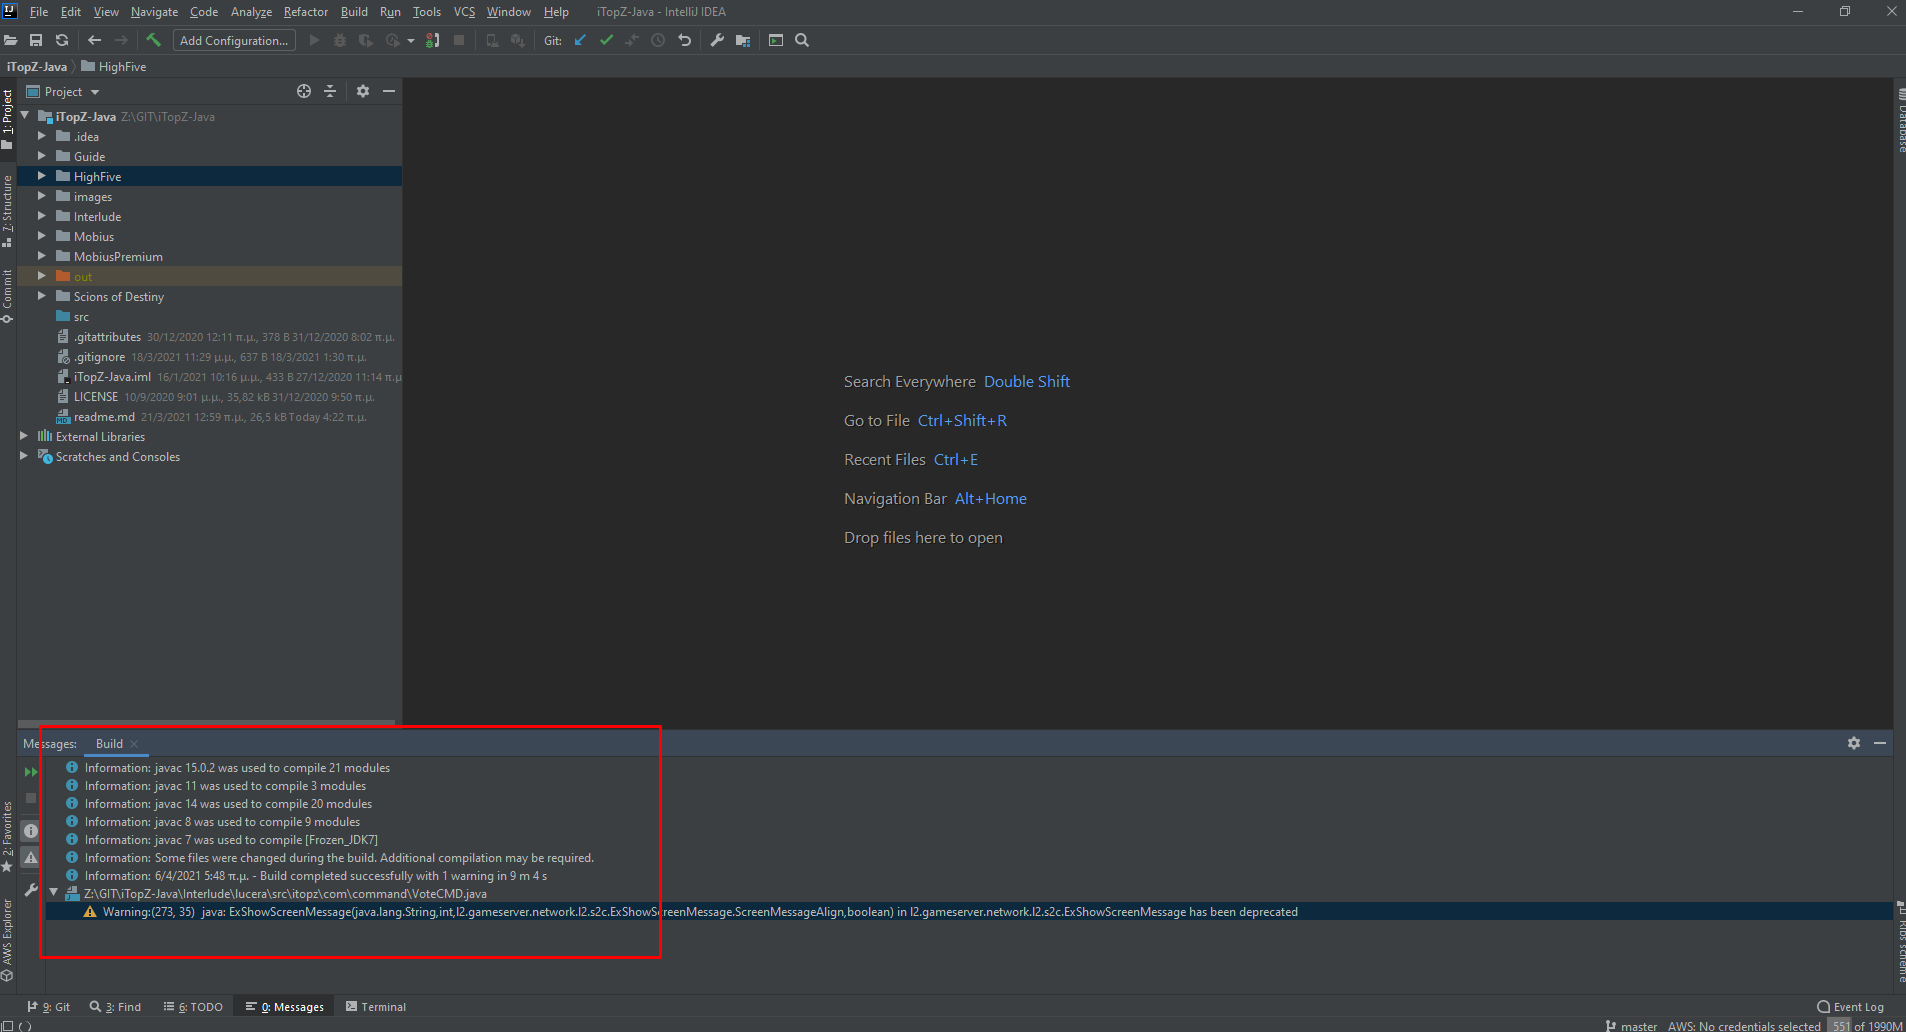 File Edit View Navigate Code Analyze Refactor Build Run Tools VCS Window Help iTopZ-Java - IntelliJ IDEA
Add Configuration... Git:
iTopZ-Java HighFive
Project
iTopZ-Java Z:\GIT\iTopZ-Java
.idea
Guide
HighFive
images
Interlude
Mobius
MobiusPremium
out
Scions of Destiny
src
.gitattributes 30/12/2020 12:11 π.μ., 378 B 31/12/2020 8:02 π.μ.
.gitignore 18/3/2021 11:29 μ.μ., 637 B 18/3/2021 1:30 π.μ.
iTopZ-Java.iml 16/1/2021 10:16 μ.μ., 433 B 27/12/2020 11:14 π.μ
LICENSE 10/9/2020 9:01 μ.μ., 35,82 kB 31/12/2020 9:50 π.μ.
readme.md 21/3/2021 12:59 π.μ., 26,5 kB Today 4:22 π.μ.
External Libraries
Scratches and Consoles
1: Project
7: Structure
Commit
2: Favorites
AWS Explorer
Database
Search Everywhere Double Shift
Go to File Ctrl+Shift+R
Recent Files Ctrl+E
Navigation Bar Alt+Home
Drop files here to open
Messages: Build
Information: javac 15.0.2 was used to compile 21 modules
Information: javac 11 was used to compile 3 modules
Information: javac 14 was used to compile 20 modules
Information: javac 8 was used to compile 9 modules
Information: javac 7 was used to compile [Frozen_JDK7]
Information: Some files were changed during the build. Additional compilation may be required.
Information: 6/4/2021 5:48 π.μ. - Build completed successfully with 1 warning in 9 m 4 s
Z:\GIT\iTopZ-Java\Interlude\lucera\src\itopz\com\command\VoteCMD.java
Warning:(273, 35) java: ExShowScreenMessage(java.lang.String,int,l2.gameserver.network.l2.s2c.ExShowScreenMessage.ScreenMessageAlign,boolean) in l2.gameserver.network.l2.s2c.ExShowScreenMessage has been deprecated
9: Git 3: Find 6: TODO 0: Messages Terminal Event Log
master AWS: No credentials selected 551 of 1990M